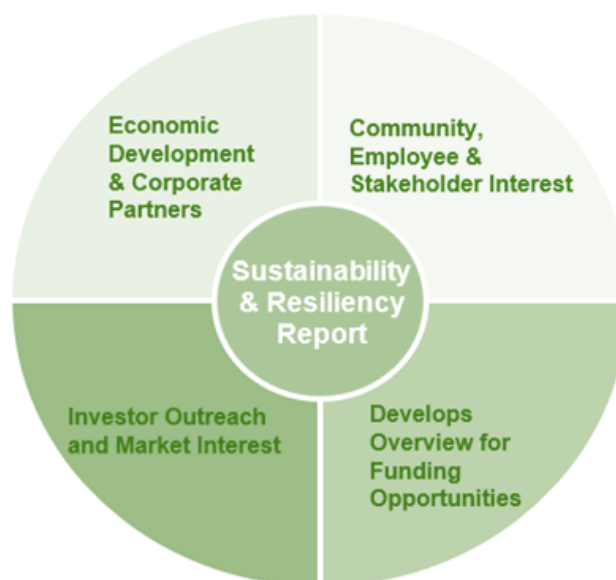 Economic
Development
& Corporate
Partners
Community,
Employee &
Stakeholder Interest
Sustainability
& Resiliency
Report
Investor Outreach
and Market Interest
Develops
Overview for
Funding
Opportunities